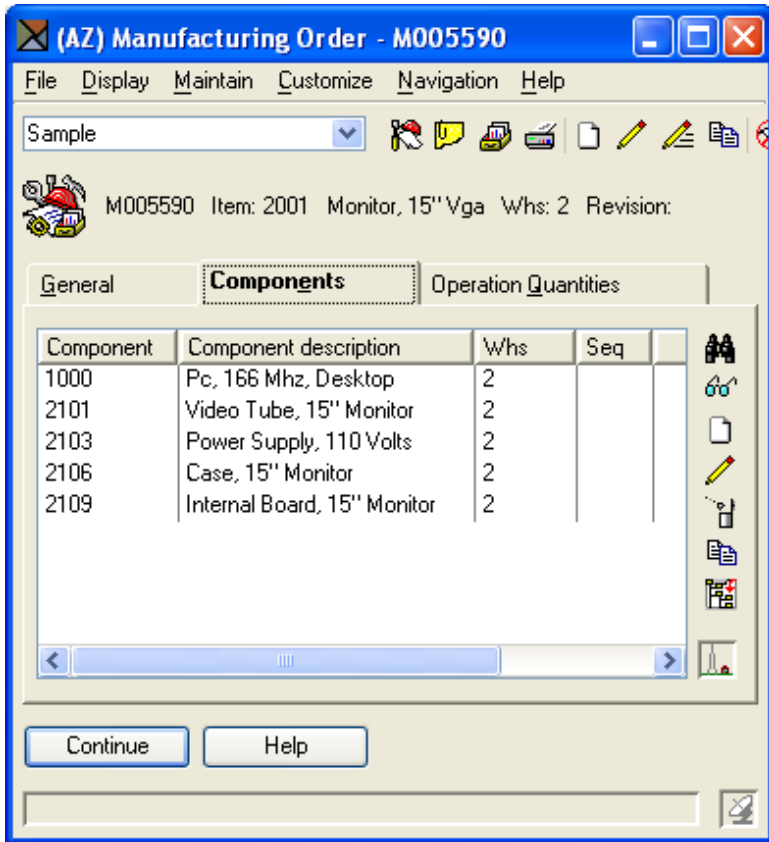 (AZ) Manufacturing Order - M005590
File Display Maintain Customize Navigation Help
Sample
M005590 Item: 2001 Monitor, 15" Vga Whs: 2 Revision:
General Components Operation Quantities
Component Component description Whs Seq
1000 Pc, 166 Mhz, Desktop 2
2101 Video Tube, 15" Monitor 2
2103 Power Supply, 110 Volts 2
2106 Case, 15" Monitor 2
2109 Internal Board, 15" Monitor 2
Continue Help